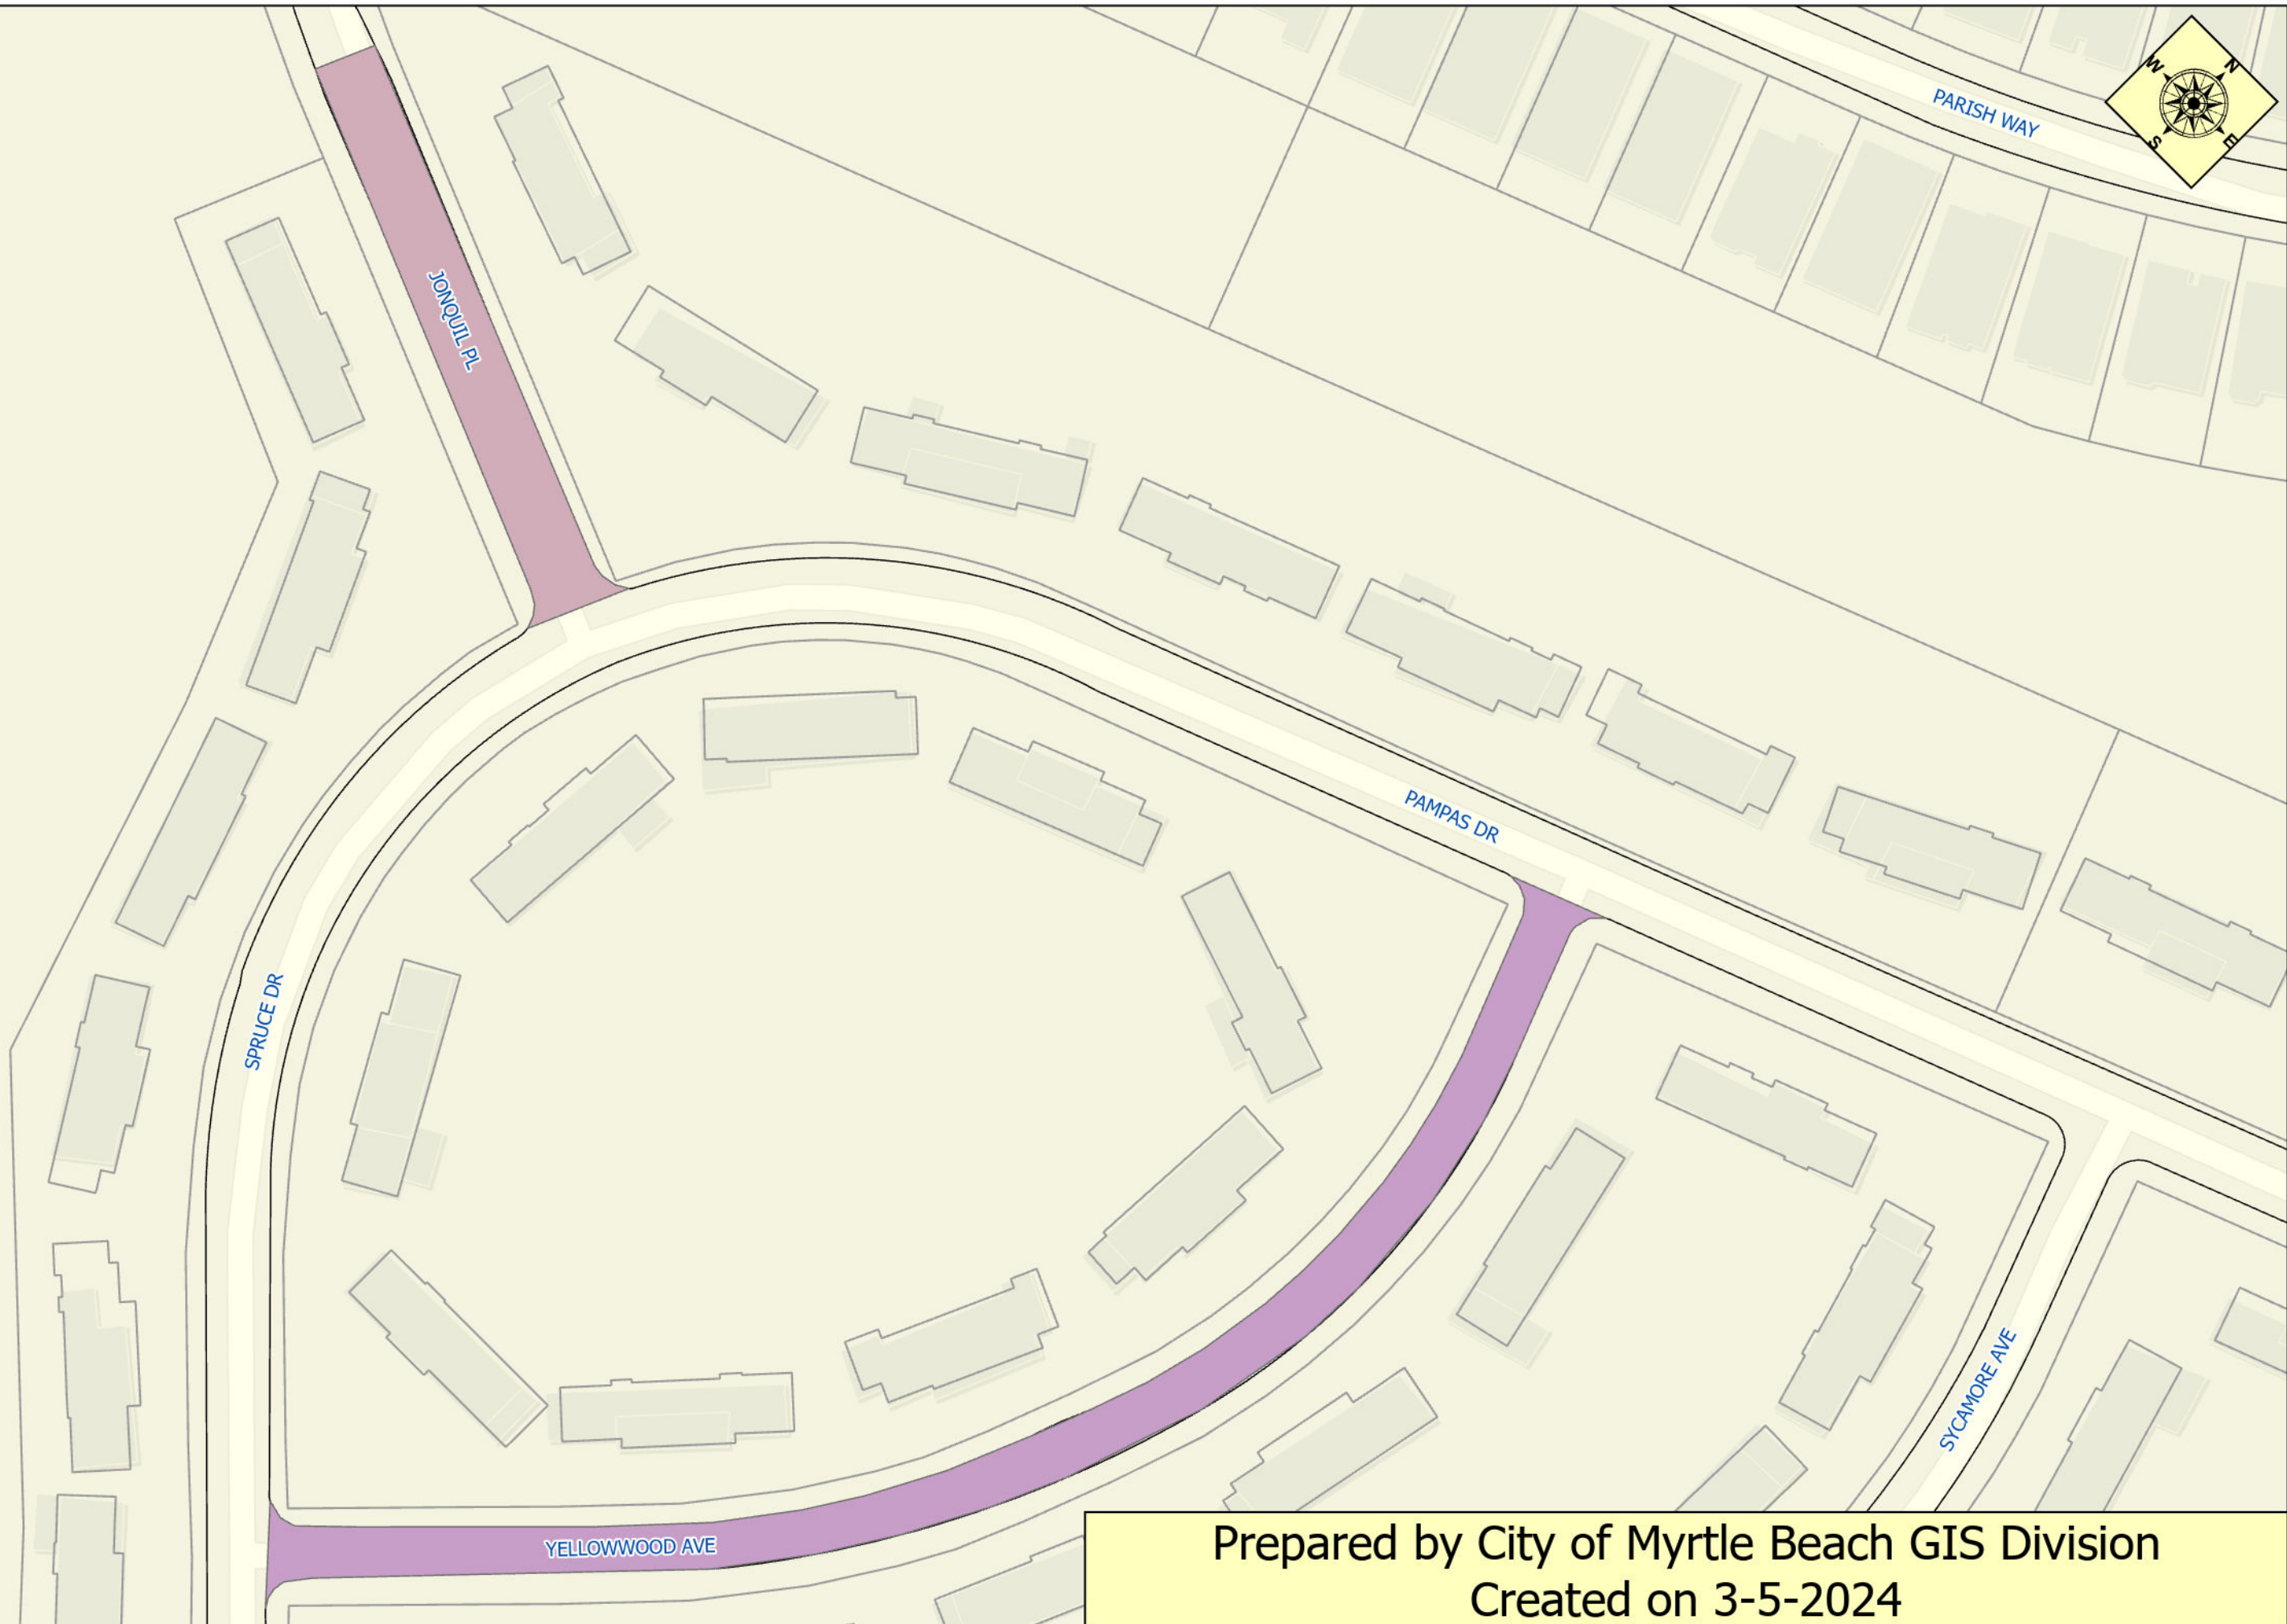 PARISH WAY
W
N
S
E
JONQUIL PL
PAMPAS DR
SPRUCE DR
SYCAMORE AVE
YELLOWWOOD AVE
Prepared by City of Myrtle Beach GIS Division
Created on 3-5-2024